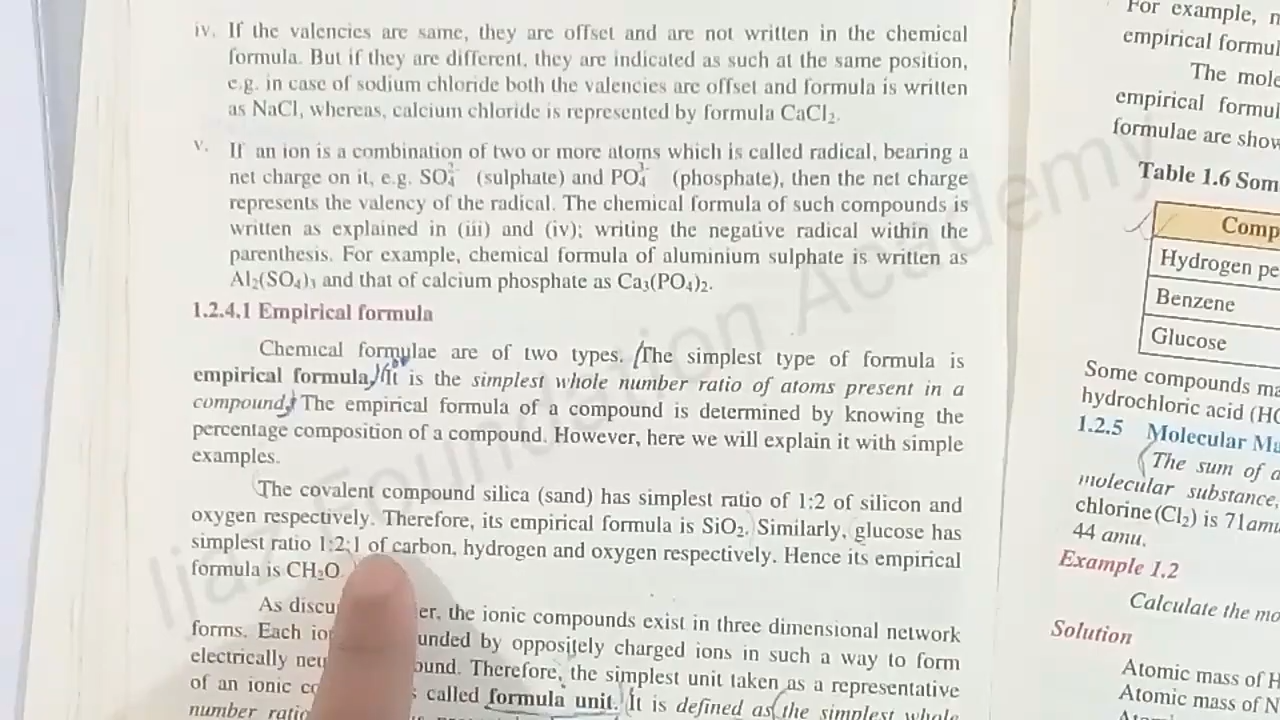 iv. If the valencies are same, they are offset and are not written in the chemical
formula. But if they are different, they are indicated as such at the same position,
e.g. in case of sodium chloride both the valencies are offset and formula is written
as NaCl, whereas, calcium chloride is represented by formula CaCl₂.
v. If an ion is a combination of two or more atoms which is called radical, bearing a
net charge on it, e.g. SO₄²⁻ (sulphate) and PO₄³⁻ (phosphate), then the net charge
represents the valency of the radical. The chemical formula of such compounds is
written as explained in (iii) and (iv); writing the negative radical within the
parenthesis. For example, chemical formula of aluminium sulphate is written as
Al₂(SO₄)₃ and that of calcium phosphate as Ca₃(PO₄)₂.
1.2.4.1 Empirical formula
Chemical formulae are of two types. The simplest type of formula is
empirical formula. It is the simplest whole number ratio of atoms present in a
compound. The empirical formula of a compound is determined by knowing the
percentage composition of a compound. However, here we will explain it with simple
examples.
The covalent compound silica (sand) has simplest ratio of 1:2 of silicon and
oxygen respectively. Therefore, its empirical formula is SiO₂. Similarly, glucose has
simplest ratio 1:2:1 of carbon, hydrogen and oxygen respectively. Hence its empirical
formula is CH₂O
As discu er, the ionic compounds exist in three dimensional network
forms. Each io unded by oppositely charged ions in such a way to form
electrically neu ound. Therefore, the simplest unit taken as a representative
of an ionic co called formula unit. It is defined as the simplest whole
number ratio
For example,
empirical formul
The mole
empirical formul
formulae are show
Table 1.6 Som
Comp
Hydrogen pe
Benzene
Glucose
Some compounds ma
hydrochloric acid (HC
1.2.5 Molecular Ma
The sum of a
molecular substance,
chlorine (Cl₂) is 71amu
44 amu.
Example 1.2
Calculate the mo
Solution
Atomic mass of H
Atomic mass of N
Ijaz Foundation Academy